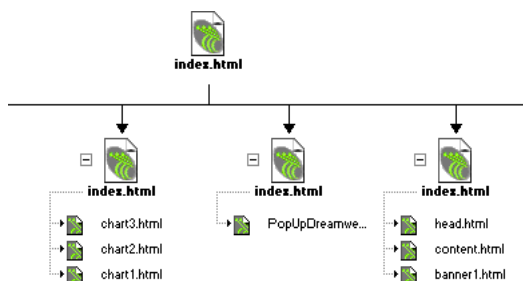 index.html
index.html
index.html
index.html
chart3.html
PopUpDreamwe...
head.html
chart2.html
content.html
chart1.html
banner1.html